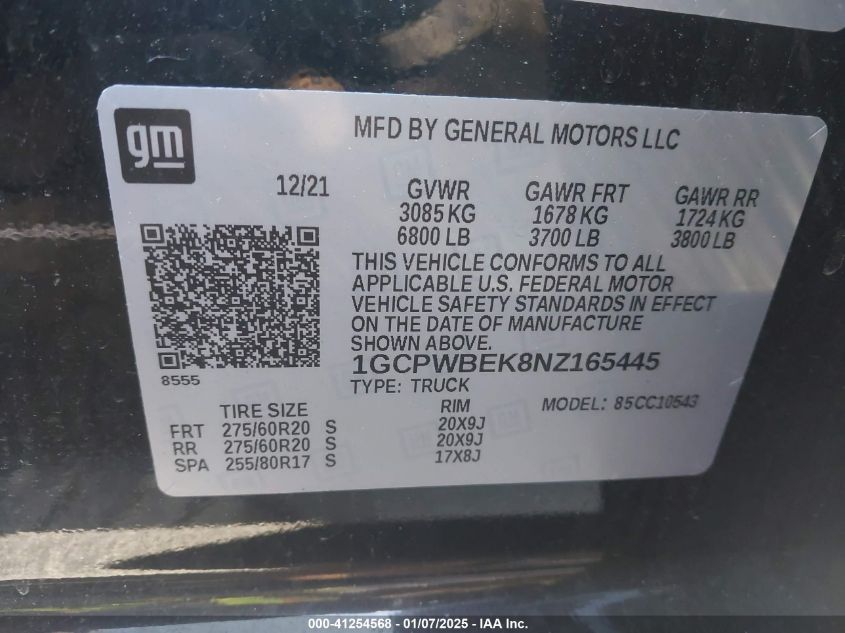 gm
MFD BY GENERAL MOTORS LLC
12/21
GVWR GAWR FRT GAWR RR
3085 KG 1678 KG 1724 KG
6800 LB 3700 LB 3800 LB
THIS VEHICLE CONFORMS TO ALL
APPLICABLE U.S. FEDERAL MOTOR
VEHICLE SAFETY STANDARDS IN EFFECT
ON THE DATE OF MANUFACTURE
SHOWN ABOVE.
8555
1GCPWBEK8NZ165445
TYPE: TRUCK
TIRE SIZE RIM MODEL: 85CC10543
FRT 275/60R20 S 20X9J
RR 275/60R20 S 20X9J
SPA 255/80R17 S 17X8J
000-41254568 - 01/07/2025 - IAA Inc.